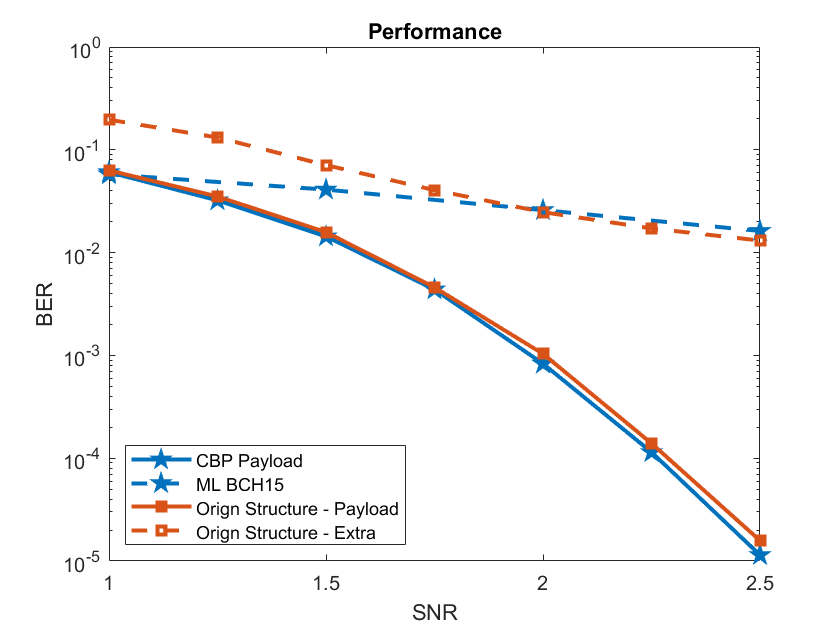 Performance
10^0
10^-1
10^-2
10^-3
10^-4
10^-5
BER
CBP Payload
ML BCH15
Orign Structure - Payload
Orign Structure - Extra
1 1.5 2 2.5
SNR